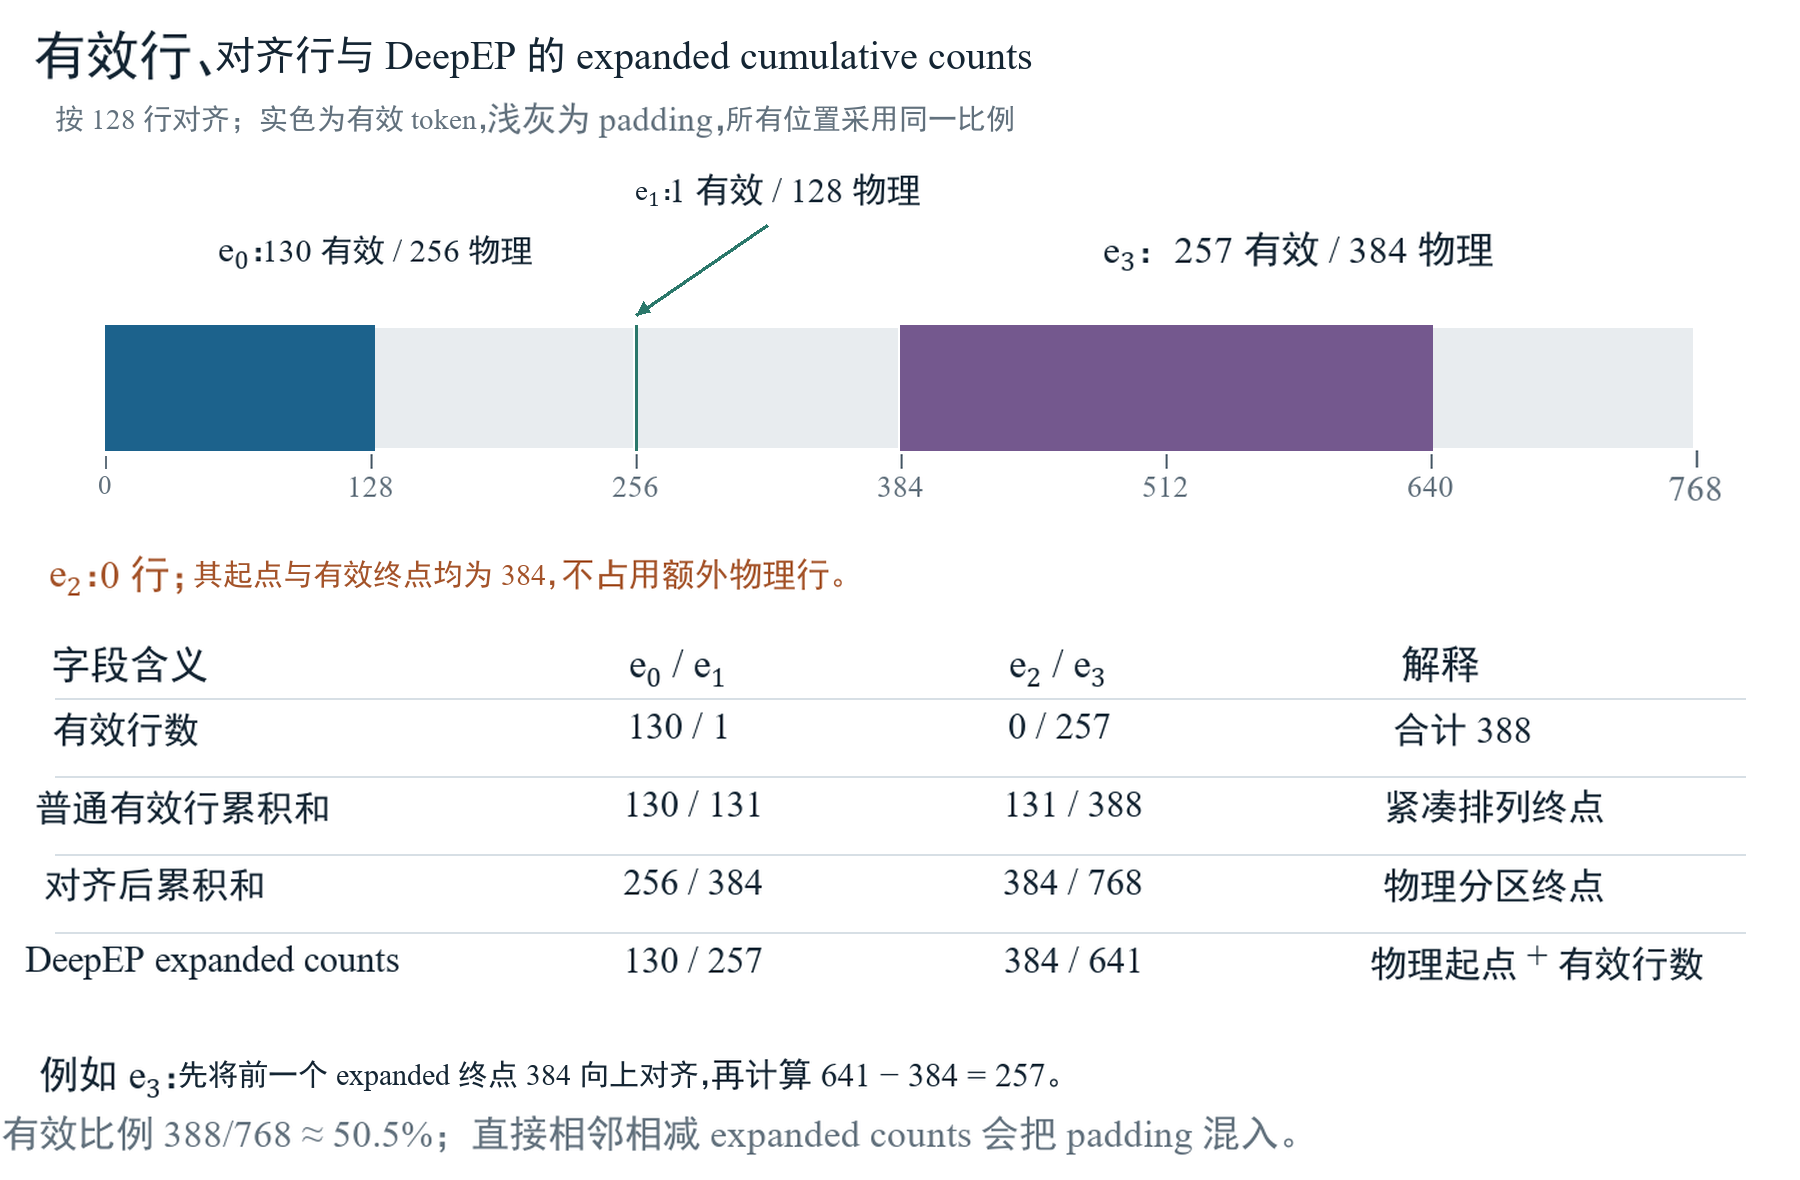 有效行、对齐行与 DeepEP 的 expanded cumulative counts
按 128 行对齐；实色为有效 token,浅灰为 padding,所有位置采用同一比例
e₁:1 有效 / 128 物理
e₀:130 有效 / 256 物理
e₃：257 有效 / 384 物理
0 128 256 384 512 640 768
e₂:0 行；其起点与有效终点均为 384,不占用额外物理行。
字段含义 e₀ / e₁ e₂ / e₃ 解释
有效行数 130 / 1 0 / 257 合计 388
普通有效行累积和 130 / 131 131 / 388 紧凑排列终点
对齐后累积和 256 / 384 384 / 768 物理分区终点
DeepEP expanded counts 130 / 257 384 / 641 物理起点 + 有效行数
例如 e₃:先将前一个 expanded 终点 384 向上对齐,再计算 641 − 384 = 257。
有效比例 388/768 ≈ 50.5%；直接相邻相减 expanded counts 会把 padding 混入。